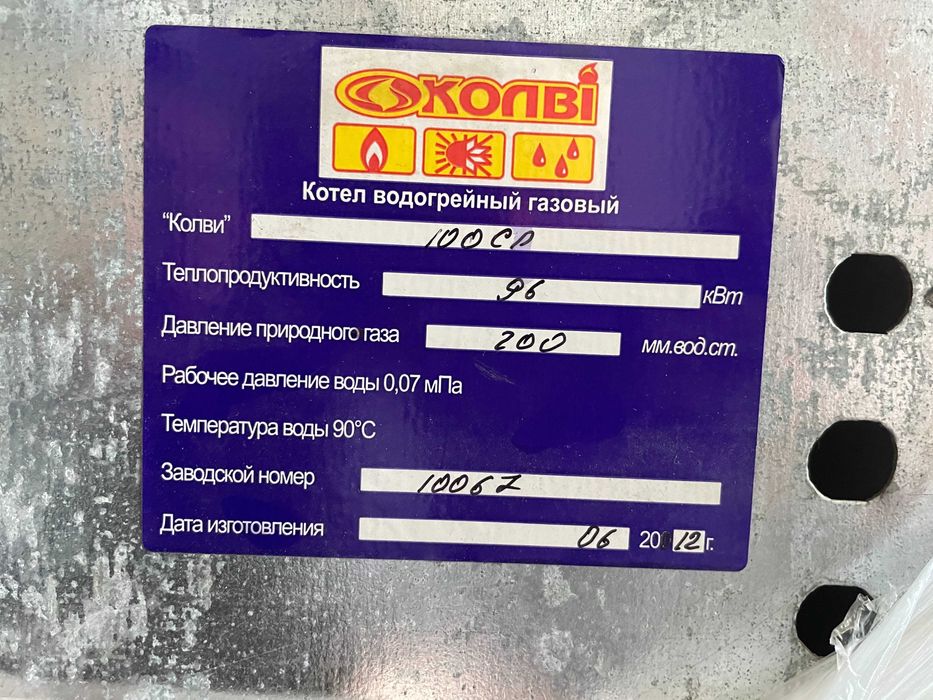 КОЛВІ
Котел водогрейный газовый
“Колви” 100СР
Теплопродуктивность 96 кВт
Давление природного газа 200 мм.вод.ст.
Рабочее давление воды 0,07 мПа
Температура воды 90°С
Заводской номер 10067
Дата изготовления 06 2012 г.